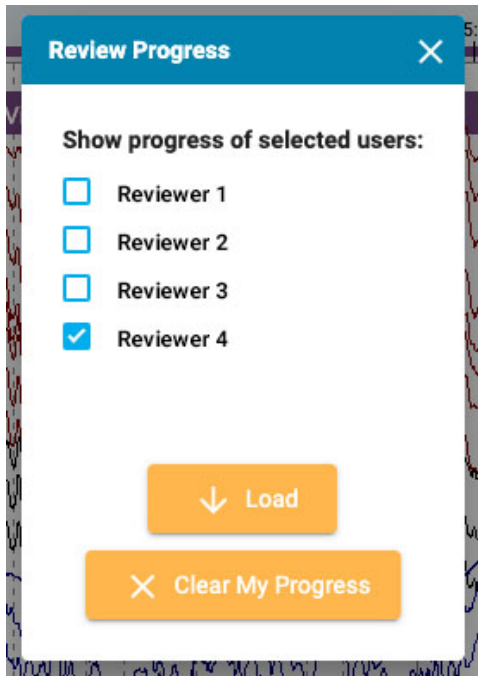 5:
Review Progress
V
Show progress of selected users:
Reviewer 1
Reviewer 2
Reviewer 3
Reviewer 4
Load
Clear My Progress